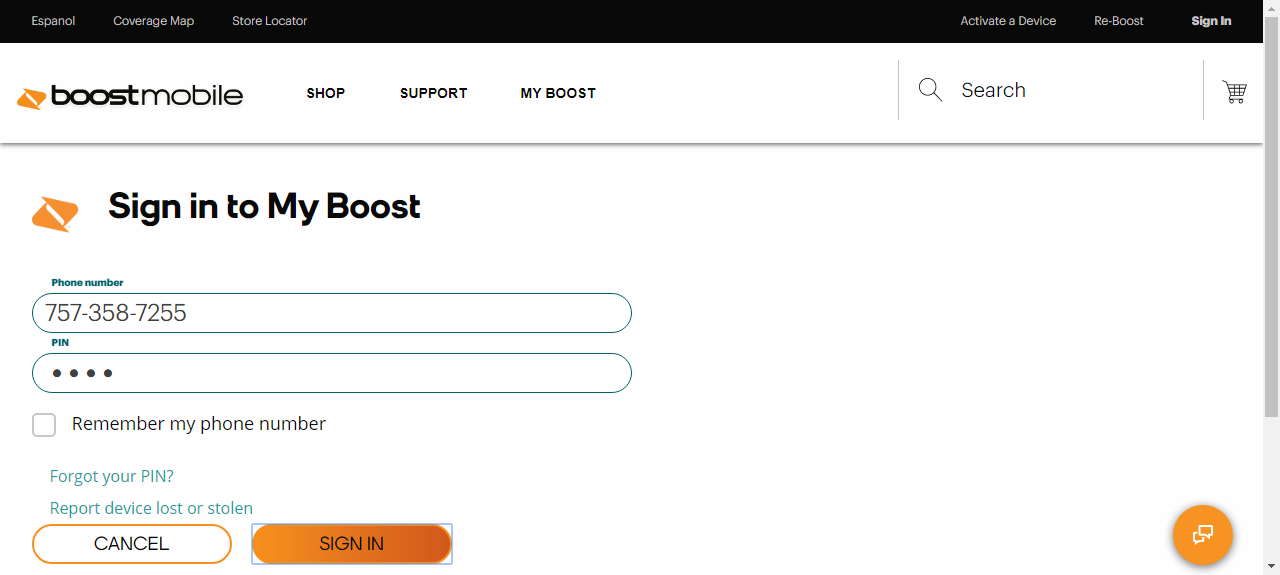 Espanol Coverage Map Store Locator Activate a Device Re-Boost Sign In
boostmobile SHOP SUPPORT MY BOOST Search
Sign in to My Boost
Phone number
757-358-7255
PIN
••••
Remember my phone number
Forgot your PIN?
Report device lost or stolen
CANCEL SIGN IN